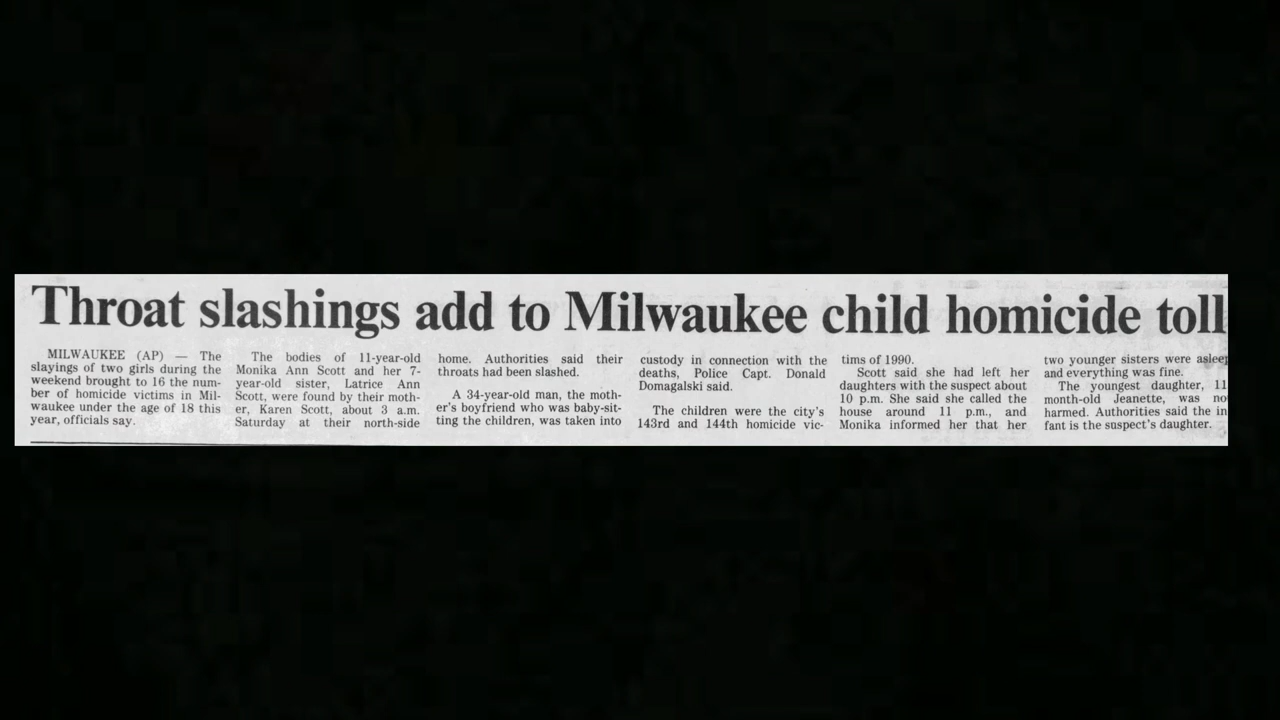 Throat slashings add to Milwaukee child homicide toll
MILWAUKEE (AP) — The
slayings of two girls during the
weekend brought to 16 the num-
ber of homicide victims in Mil-
waukee under the age of 18 this
year, officials say.
The bodies of 11-year-old
Monika Ann Scott and her 7-
year-old sister, Latrice Ann
Scott, were found by their moth-
er, Karen Scott, about 3 a.m.
Saturday at their north-side
home. Authorities said their
throats had been slashed.
A 34-year-old man, the moth-
er's boyfriend who was baby-sit-
ting the children, was taken into
custody in connection with the
deaths, Police Capt. Donald
Domagalski said.
The children were the city's
143rd and 144th homicide vic-
tims of 1990.
Scott said she had left her
daughters with the suspect about
10 p.m. She said she called the
house around 11 p.m., and
Monika informed her that her
two younger sisters were asleep
and everything was fine.
The youngest daughter, 11
month-old Jeanette, was no
harmed. Authorities said the in
fant is the suspect's daughter.